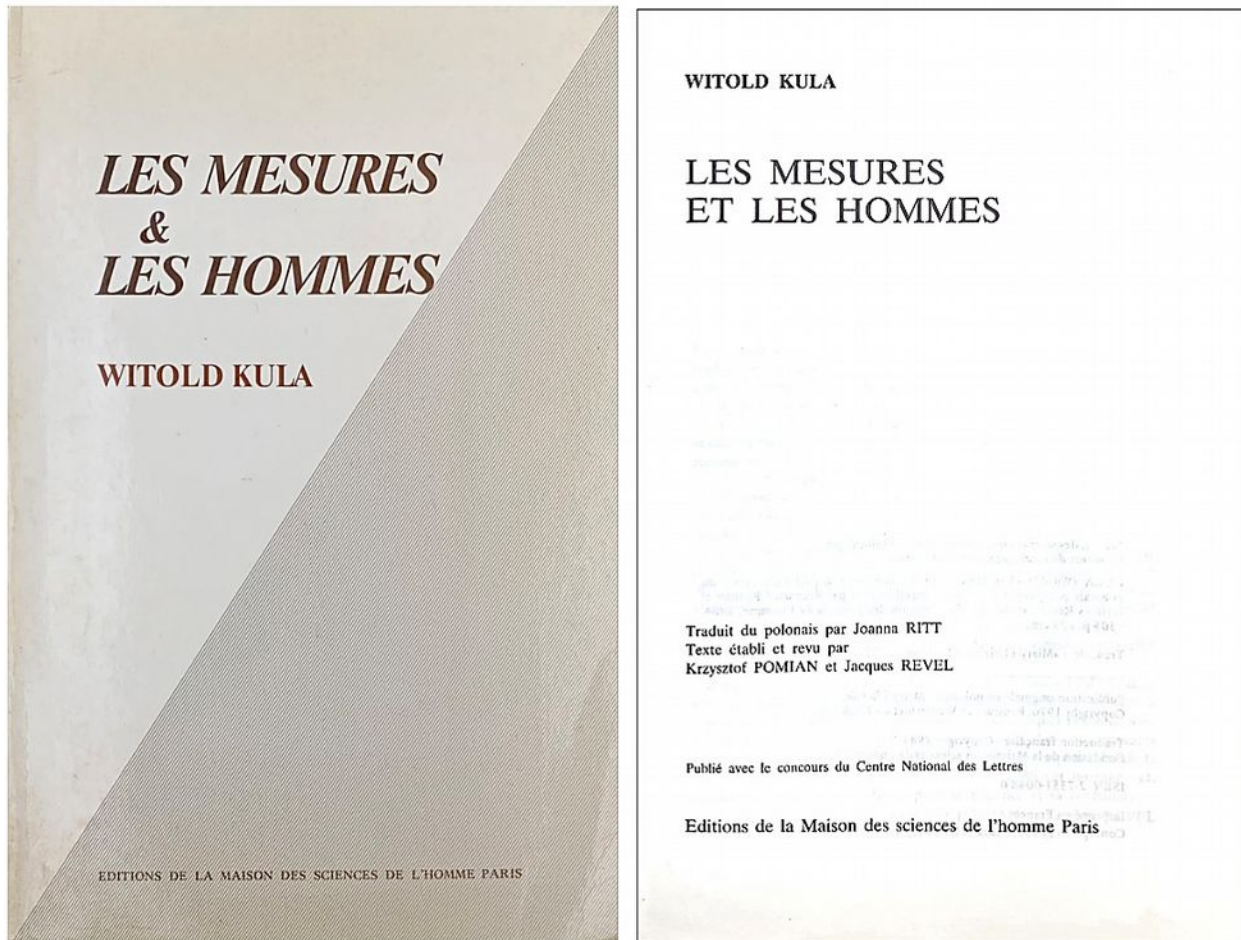 LES MESURES
&
LES HOMMES
WITOLD KULA
EDITIONS DE LA MAISON DES SCIENCES DE L'HOMME PARIS
WITOLD KULA
LES MESURES
ET LES HOMMES
Traduit du polonais par Joanna RITT
Texte établi et revu par
Krzysztof POMIAN et Jacques REVEL
Publié avec le concours du Centre National des Lettres
Editions de la Maison des sciences de l'homme Paris